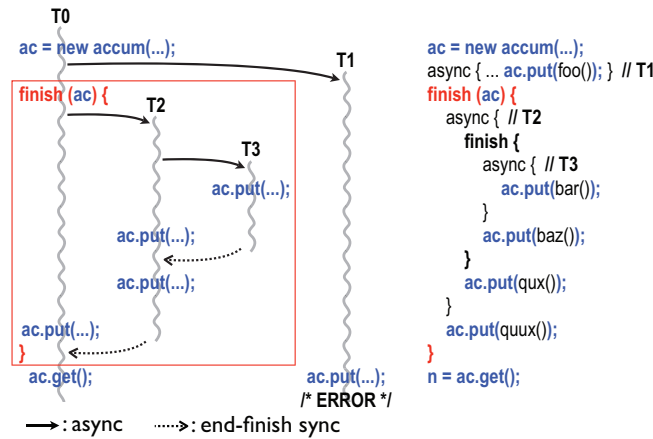 T0
ac = new accum(...);
T1
finish (ac) {
T2
T3
ac.put(...);
ac.put(...);
ac.put(...);
ac.put(...);
}
ac.get();
ac.put(...);
/* ERROR */
: async
: end-finish sync
ac = new accum(...);
async { ... ac.put(foo()); } // T1
finish (ac) {
async { // T2
finish {
async { // T3
ac.put(bar());
}
ac.put(baz());
}
ac.put(qux());
}
ac.put(quux());
}
n = ac.get();